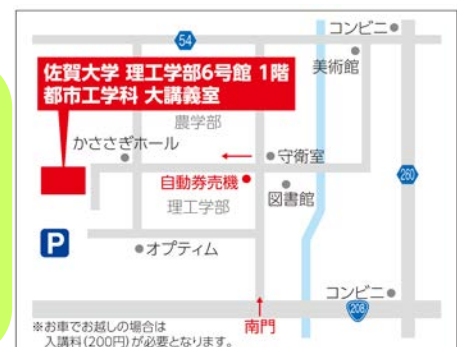 コンビニ
54
美術館
佐賀大学 理工学部6号館 1階
都市工学科 大講義室
農学部
かささぎホール
守衛室
260
自動券売機
図書館
理工学部
P
オプティム
コンビニ
208
※お車でお越しの場合は
入講料(200円)が必要となります。
南門